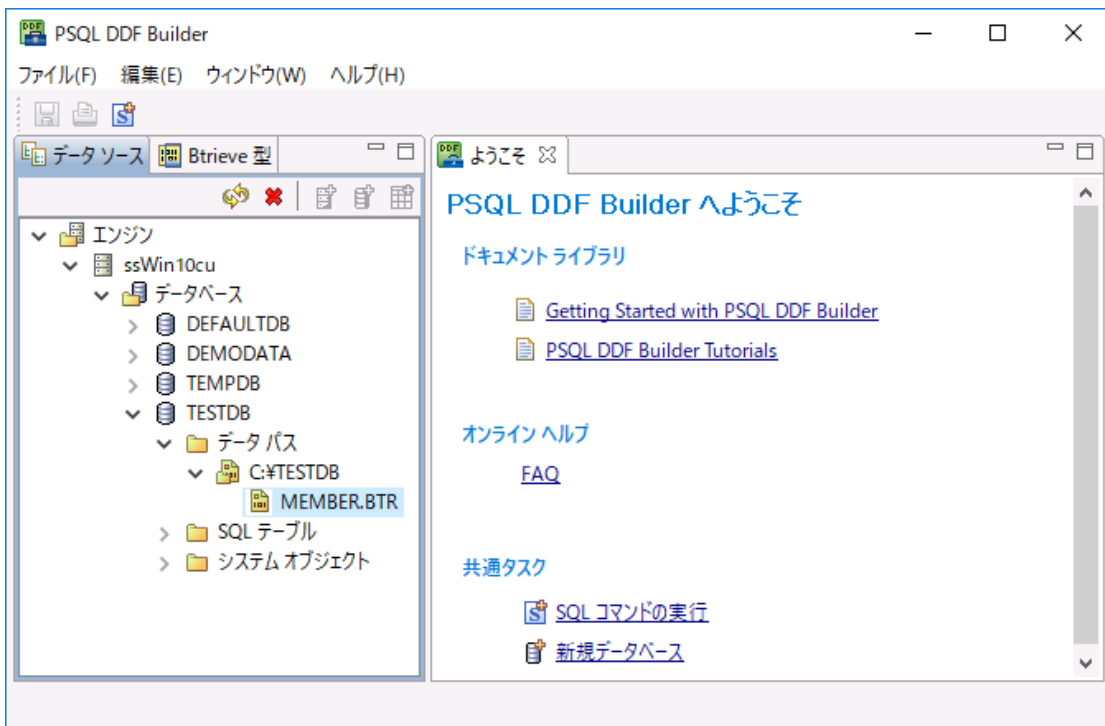 PSQL DDF Builder
ファイル(F) 編集(E) ウィンドウ(W) ヘルプ(H)
データ ソース
Btrieve 型
エンジン
ssWin10cu
データベース
DEFAULTDB
DEMODATA
TEMPDB
TESTDB
データ パス
C:¥TESTDB
MEMBER.BTR
SQL テーブル
システム オブジェクト
ようこそ
PSQL DDF Builder へようこそ
ドキュメント ライブラリ
Getting Started with PSQL DDF Builder
PSQL DDF Builder Tutorials
オンライン ヘルプ
FAQ
共通タスク
SQL コマンドの実行
新規データベース